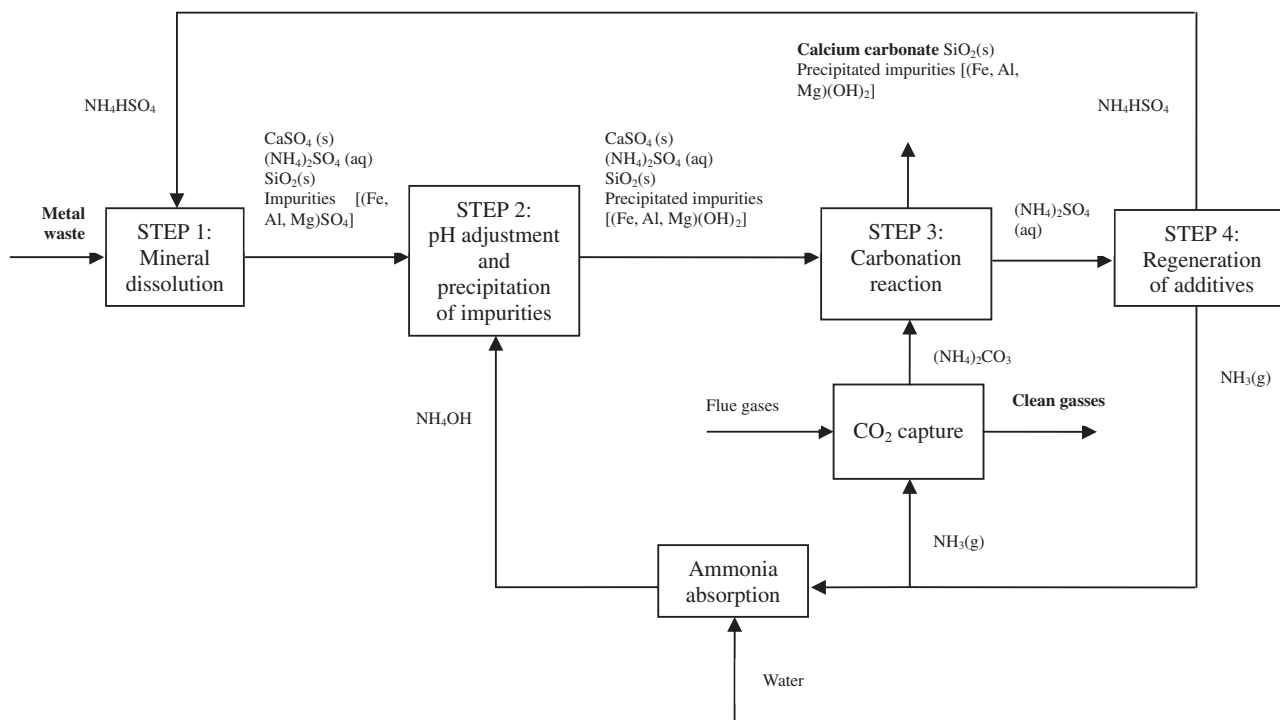 Calcium carbonate SiO₂(s)
Precipitated impurities [(Fe, Al,
Mg)(OH)₂]
NH₄HSO₄
NH₄HSO₄
CaSO₄ (s)
(NH₄)₂SO₄ (aq)
SiO₂(s)
Impurities [(Fe,
Al, Mg)SO₄]
CaSO₄ (s)
(NH₄)₂SO₄ (aq)
SiO₂(s)
Precipitated impurities
[(Fe, Al, Mg)(OH)₂]
Metal
waste
STEP 1:
Mineral
dissolution
STEP 2:
pH adjustment
and
precipitation
of impurities
STEP 3:
Carbonation
reaction
(NH₄)₂SO₄
(aq)
STEP 4:
Regeneration
of additives
(NH₄)₂CO₃
NH₃(g)
NH₄OH
Flue gases
CO₂ capture
Clean gasses
NH₃(g)
Ammonia
absorption
Water